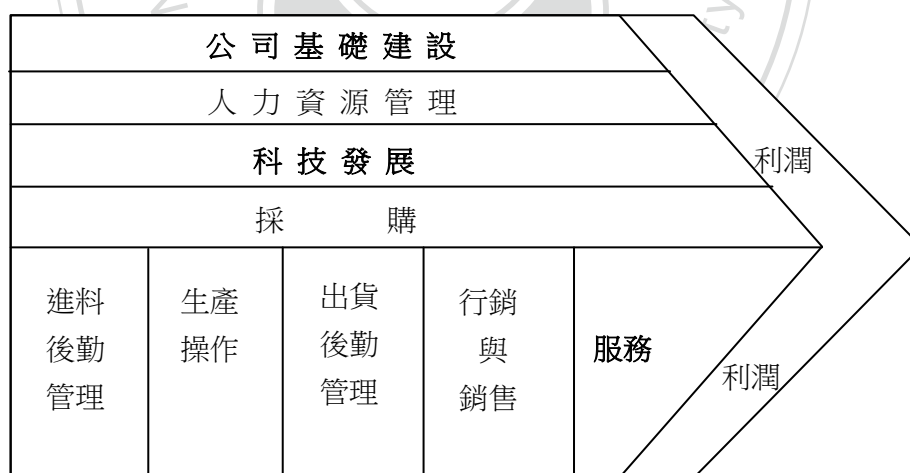 公司基礎建設
人力資源管理
科技發展
利潤
採購
進料
後勤
管理
生產
操作
出貨
後勤
管理
行銷
與
銷售
服務
利潤